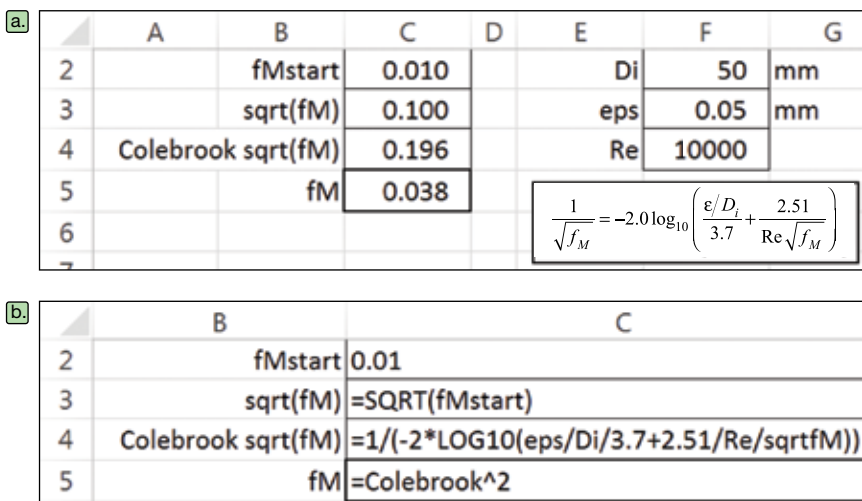 a.
A B C D E F G
2 fMstart 0.010 Di 50 mm
3 sqrt(fM) 0.100 eps 0.05 mm
4 Colebrook sqrt(fM) 0.196 Re 10000
5 fM 0.038
6
1/√f_M = −2.0 log₁₀(ε/D_i/3.7 + 2.51/Re√f_M)
b.
B C
2 fMstart 0.01
3 sqrt(fM) =SQRT(fMstart)
4 Colebrook sqrt(fM) =1/(-2*LOG10(eps/Di/3.7+2.51/Re/sqrtfM))
5 fM =Colebrook^2